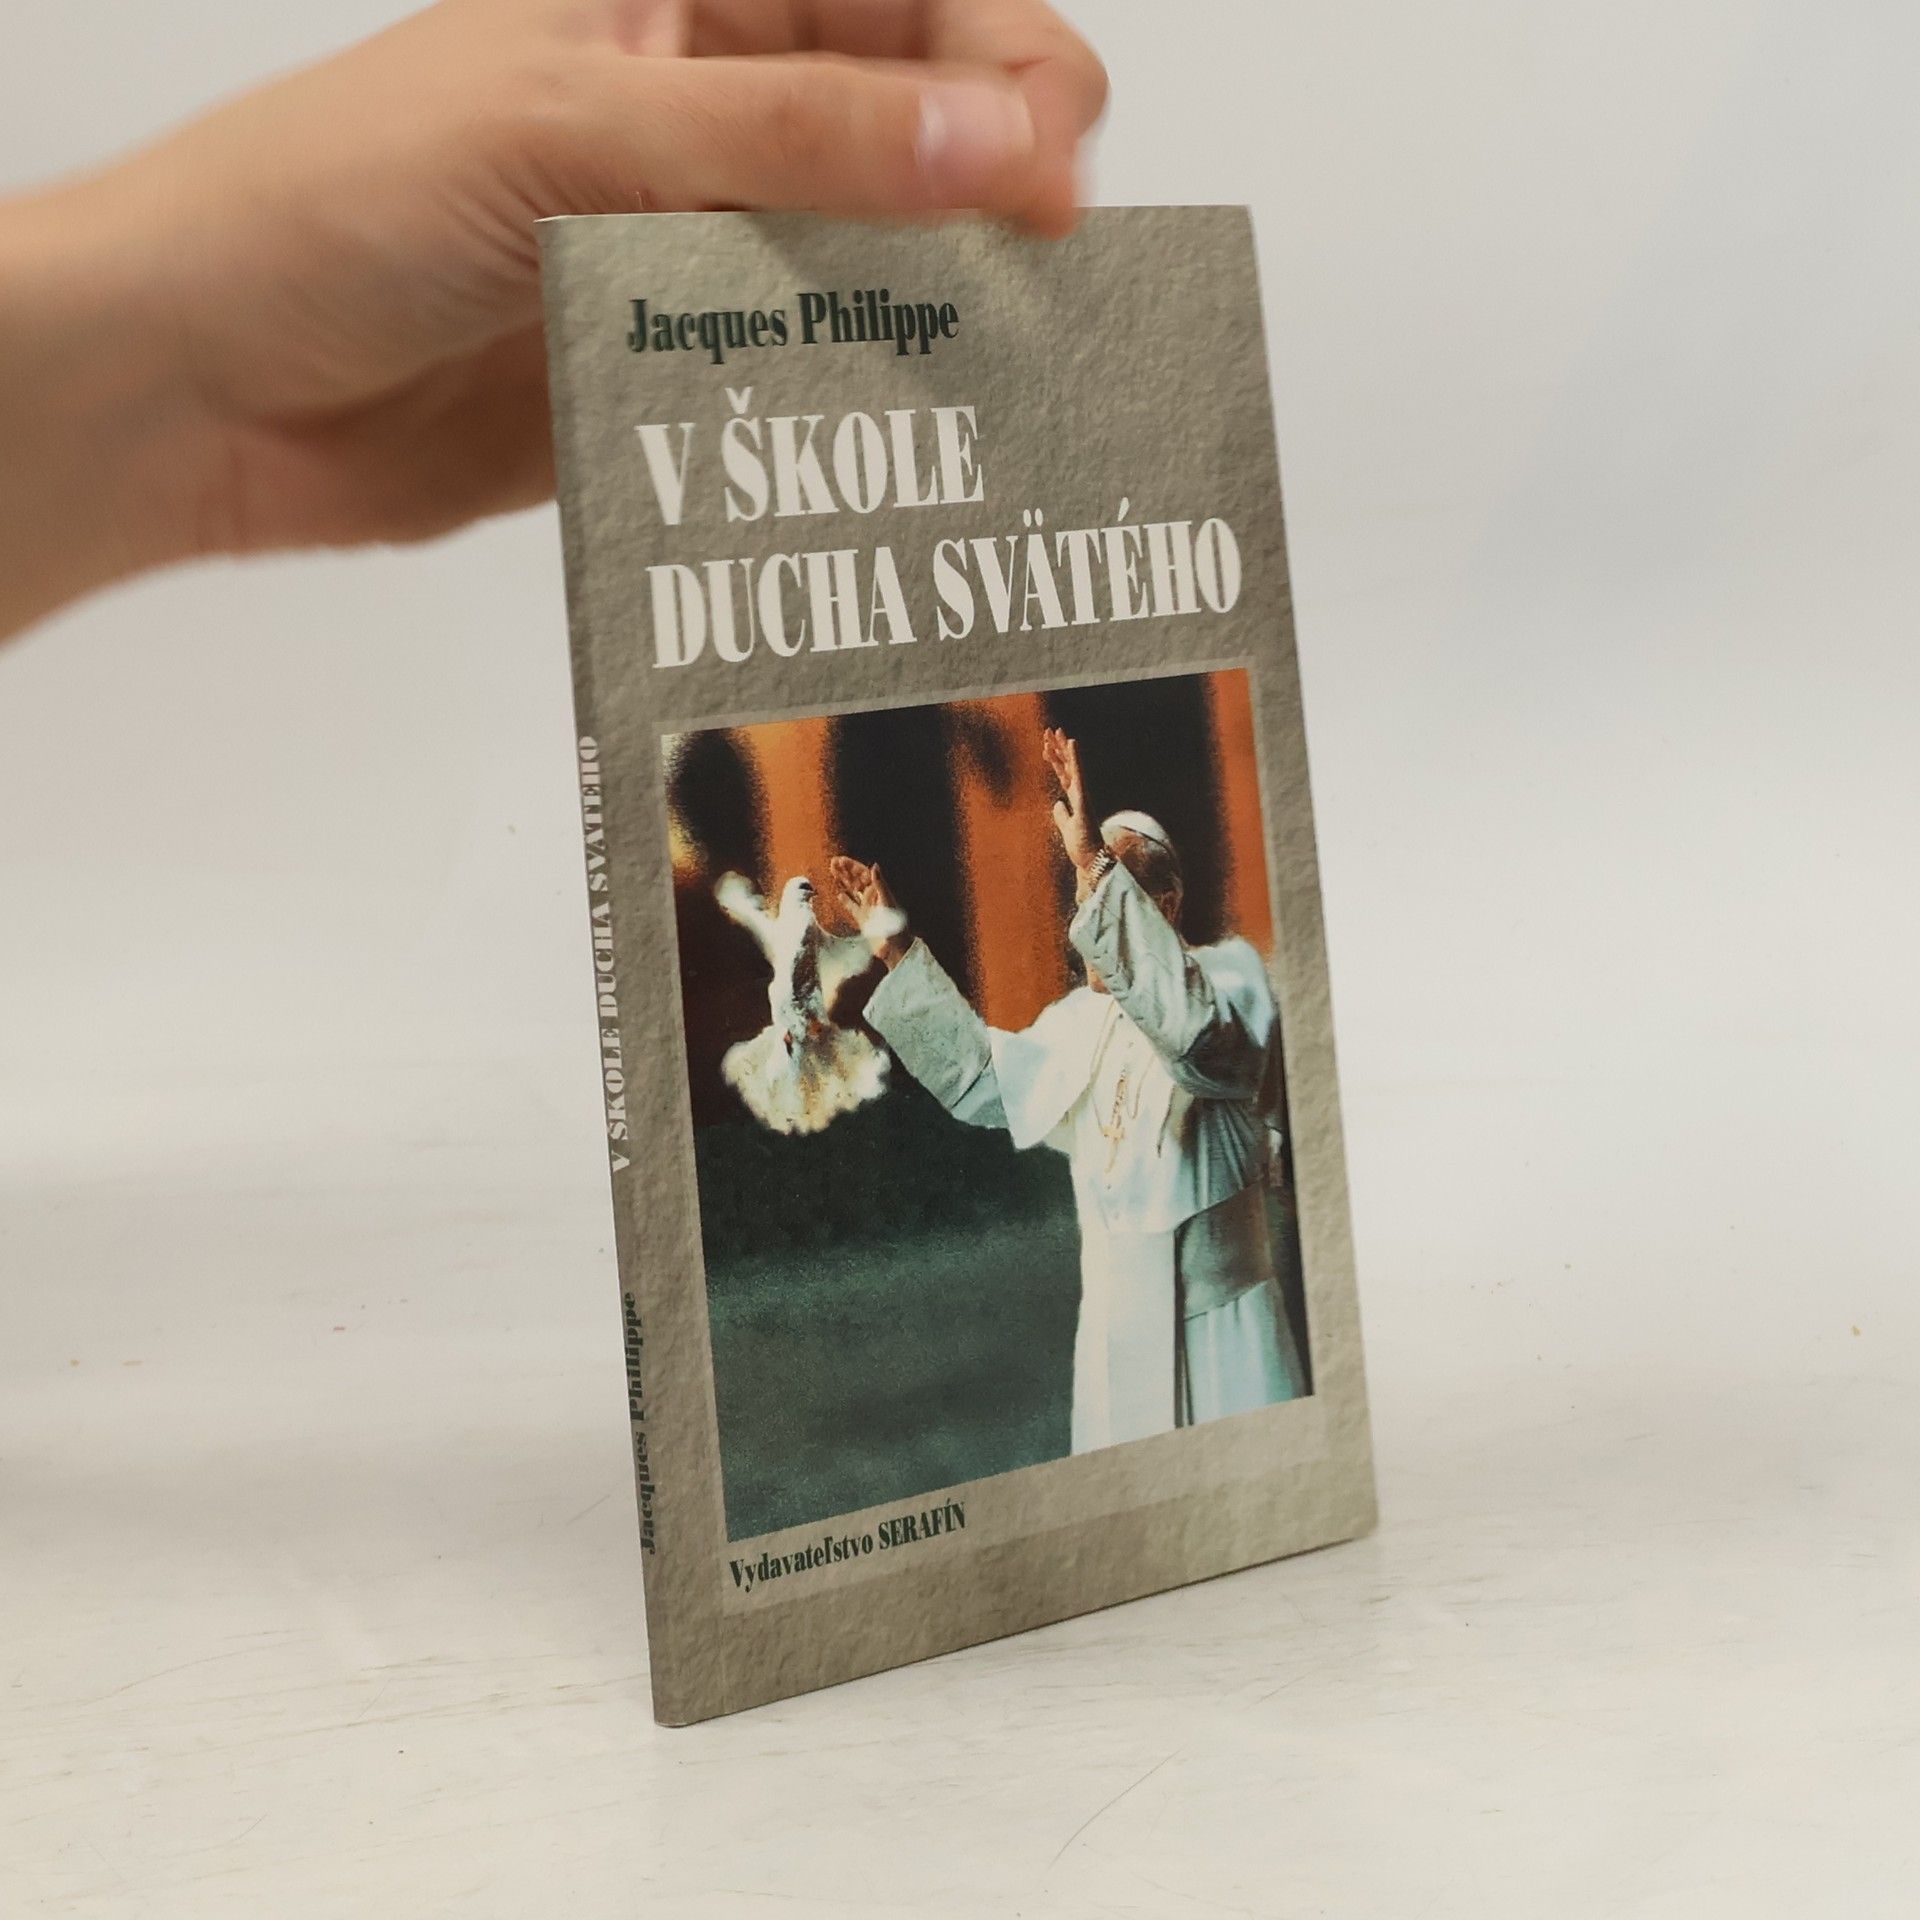 Jacques Philippe
V ŠKOLE
DUCHA SVÄTÉHO
Vydavateľstvo SERAFÍN
V ŠKOLE DUCHA SVÄTÉHO
Jacques Philippe